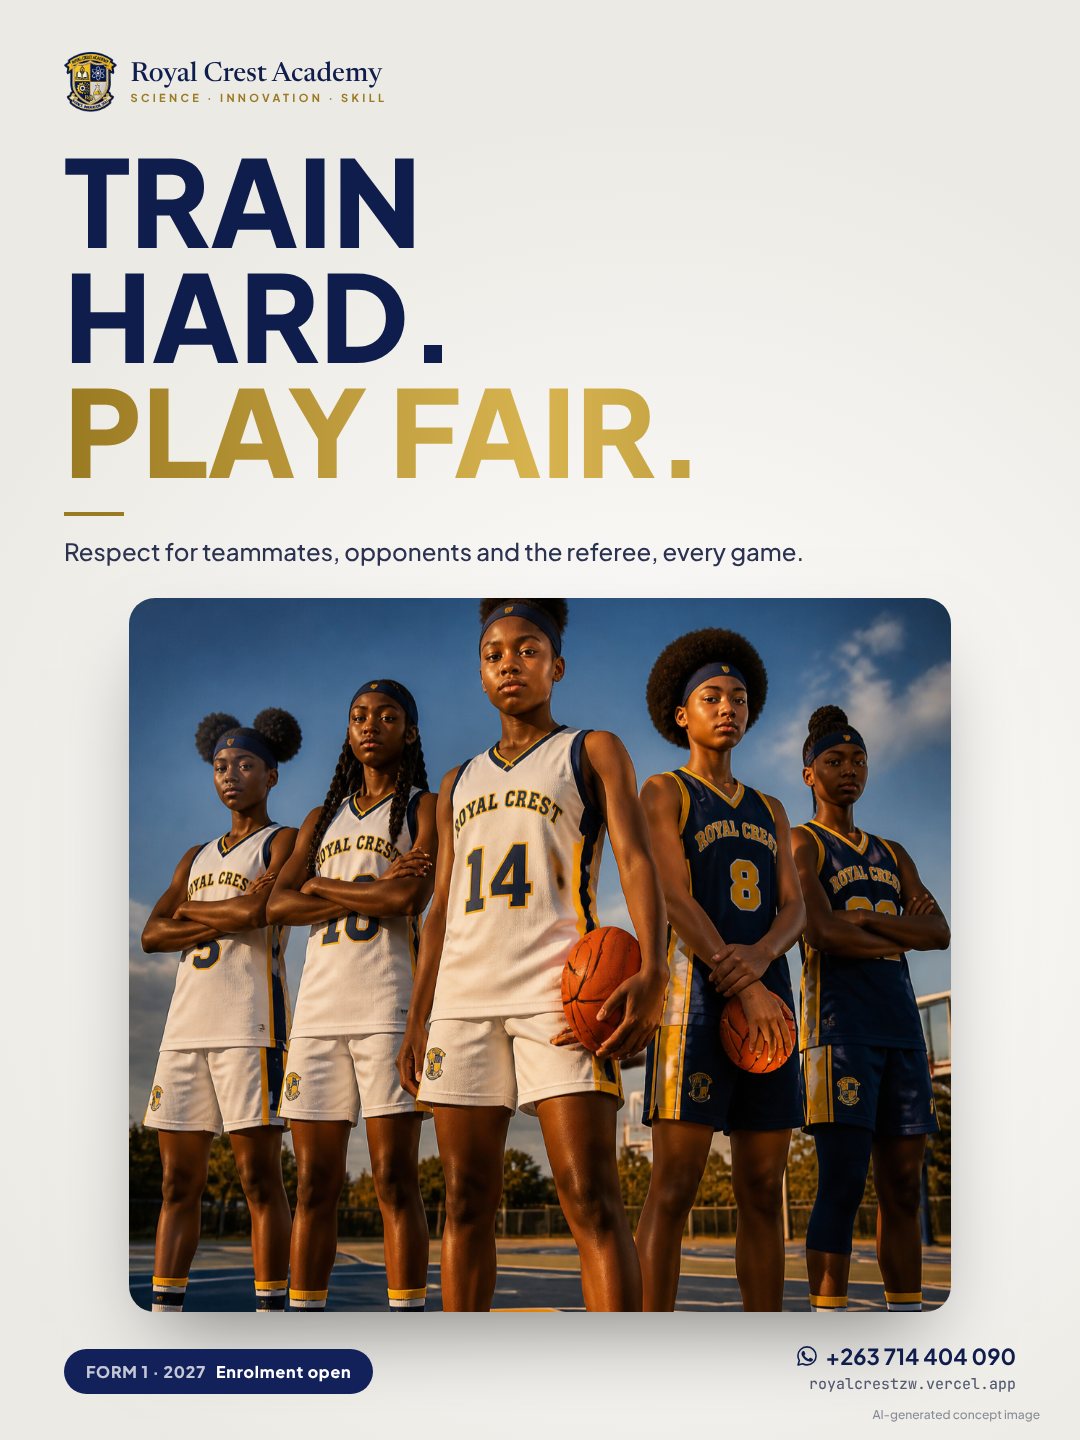 Royal Crest Academy
SCIENCE · INNOVATION · SKILL
TRAIN
HARD.
PLAY FAIR.
Respect for teammates, opponents and the referee, every game.
ROYAL CREST
14
ROYAL CREST
8
ROYAL CREST
FORM 1 · 2027 Enrolment open
+263 714 404 090
royalcrestzw.vercel.app
AI-generated concept image